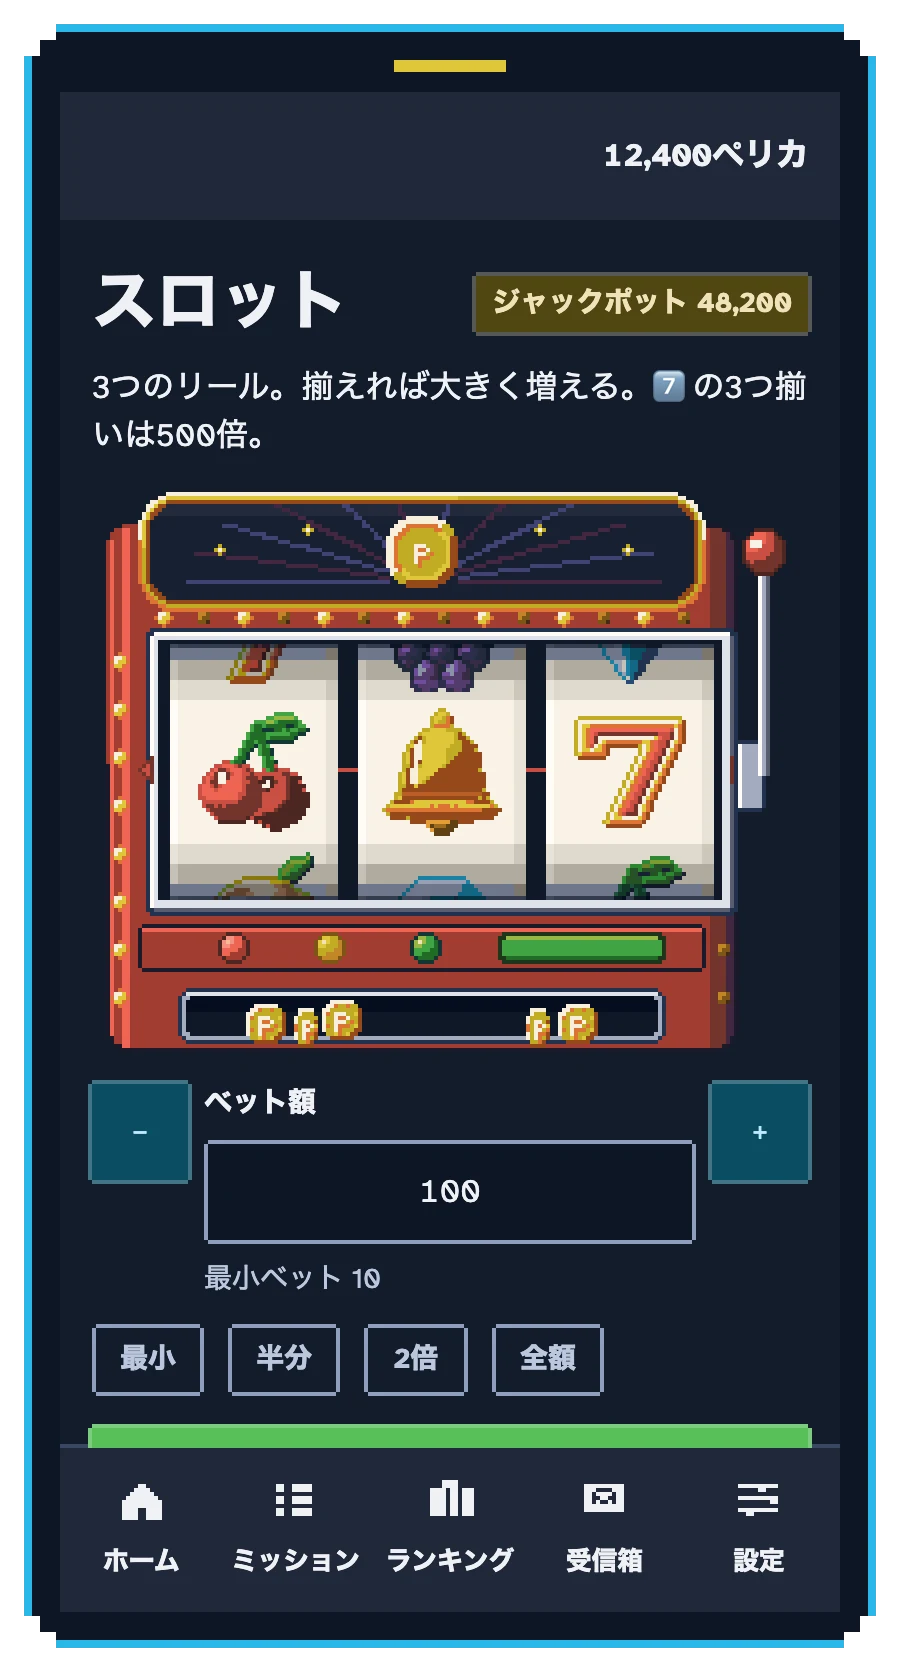 12,400ペリカ
スロット
ジャックポット 48,200
3つのリール。揃えれば大きく増える。7️⃣ の3つ揃
いは500倍。
P
7
P P P P P
−
ベット額
+
100
最小ベット 10
最小 半分 2倍 全額
ホーム ミッション ランキング 受信箱 設定